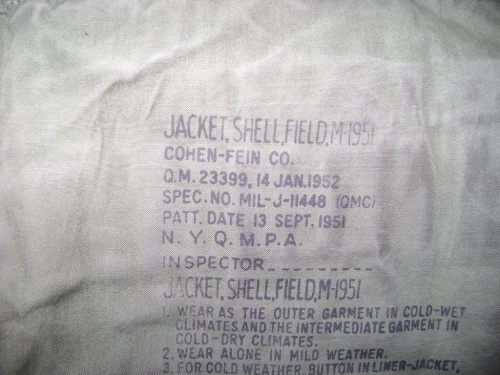 JACKET, SHELL, FIELD, M-1951
COHEN-FEIN CO.
Q.M. 23399, 14 JAN. 1952
SPEC. NO. MIL-J-11448 (QMC)
PATT. DATE 13 SEPT. 1951
N. Y. Q. M. P. A.
INSPECTOR_ _ _ _ _ _ _ _ _ _
JACKET, SHELL, FIELD, M-1951
1. WEAR AS THE OUTER GARMENT IN COLD-WET
CLIMATES AND THE INTERMEDIATE GARMENT IN
COLD-DRY CLIMATES.
2. WEAR ALONE IN MILD WEATHER.
3. FOR COLD WEATHER, BUTTON IN LINER-JACKET,